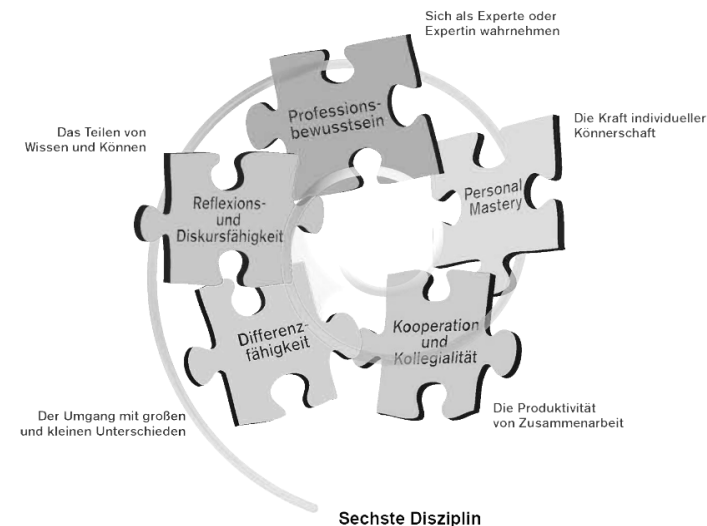 Sich als Experte oder
Expertin wahrnehmen
Professions-
bewusstsein
Die Kraft individueller
Könnerschaft
Personal
Mastery
Das Teilen von
Wissen und Können
Reflexions-
und
Diskursfähigkeit
Differenz-
fähigkeit
Kooperation
und
Kollegialität
Der Umgang mit großen
und kleinen Unterschieden
Die Produktivität
von Zusammenarbeit
Sechste Disziplin